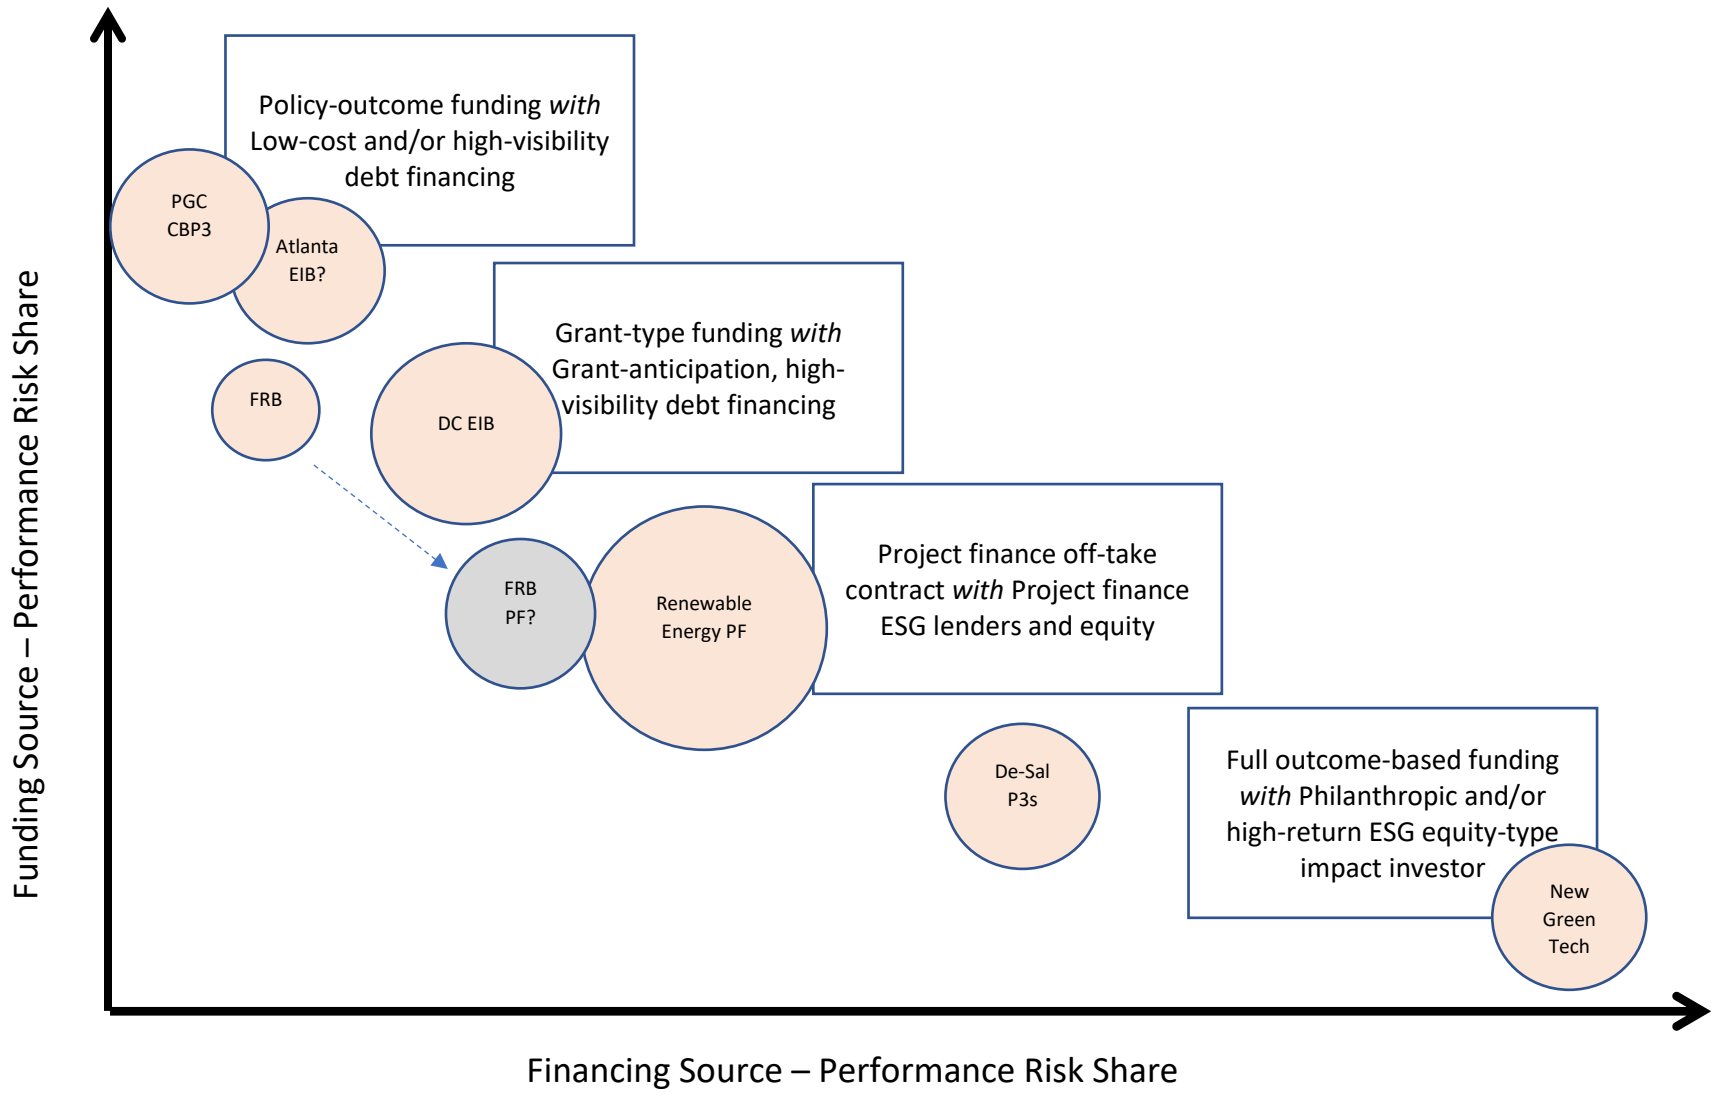 Policy-outcome funding with
Low-cost and/or high-visibility
debt financing
PGC
CBP3
Atlanta
EIB?
Grant-type funding with
Grant-anticipation, high-
visibility debt financing
FRB
DC EIB
Project finance off-take
contract with Project finance
ESG lenders and equity
FRB
PF?
Renewable
Energy PF
De-Sal
P3s
Full outcome-based funding
with Philanthropic and/or
high-return ESG equity-type
impact investor
New
Green
Tech
Funding Source – Performance Risk Share
Financing Source – Performance Risk Share